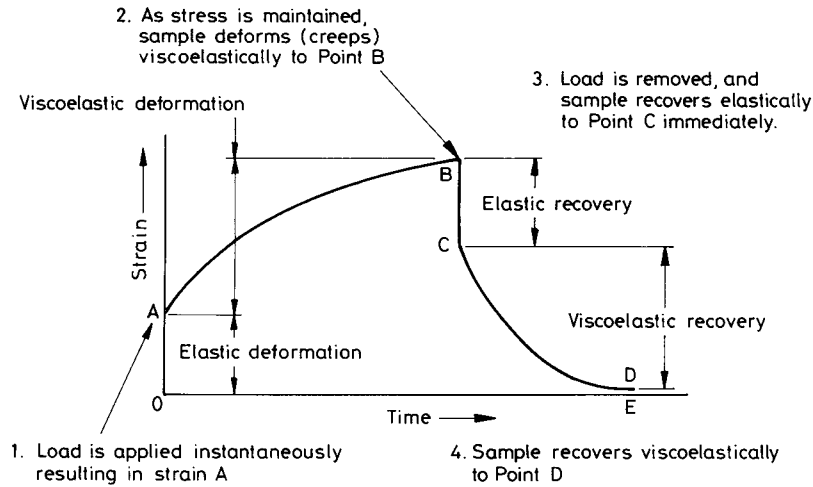 2. As stress is maintained,
sample deforms (creeps)
viscoelastically to Point B
3. Load is removed, and
sample recovers elastically
to Point C immediately.
Viscoelastic deformation
B
Elastic recovery
C
Strain
A
Viscoelastic recovery
Elastic deformation
D
0
Time
E
1. Load is applied instantaneously
resulting in strain A
4. Sample recovers viscoelastically
to Point D